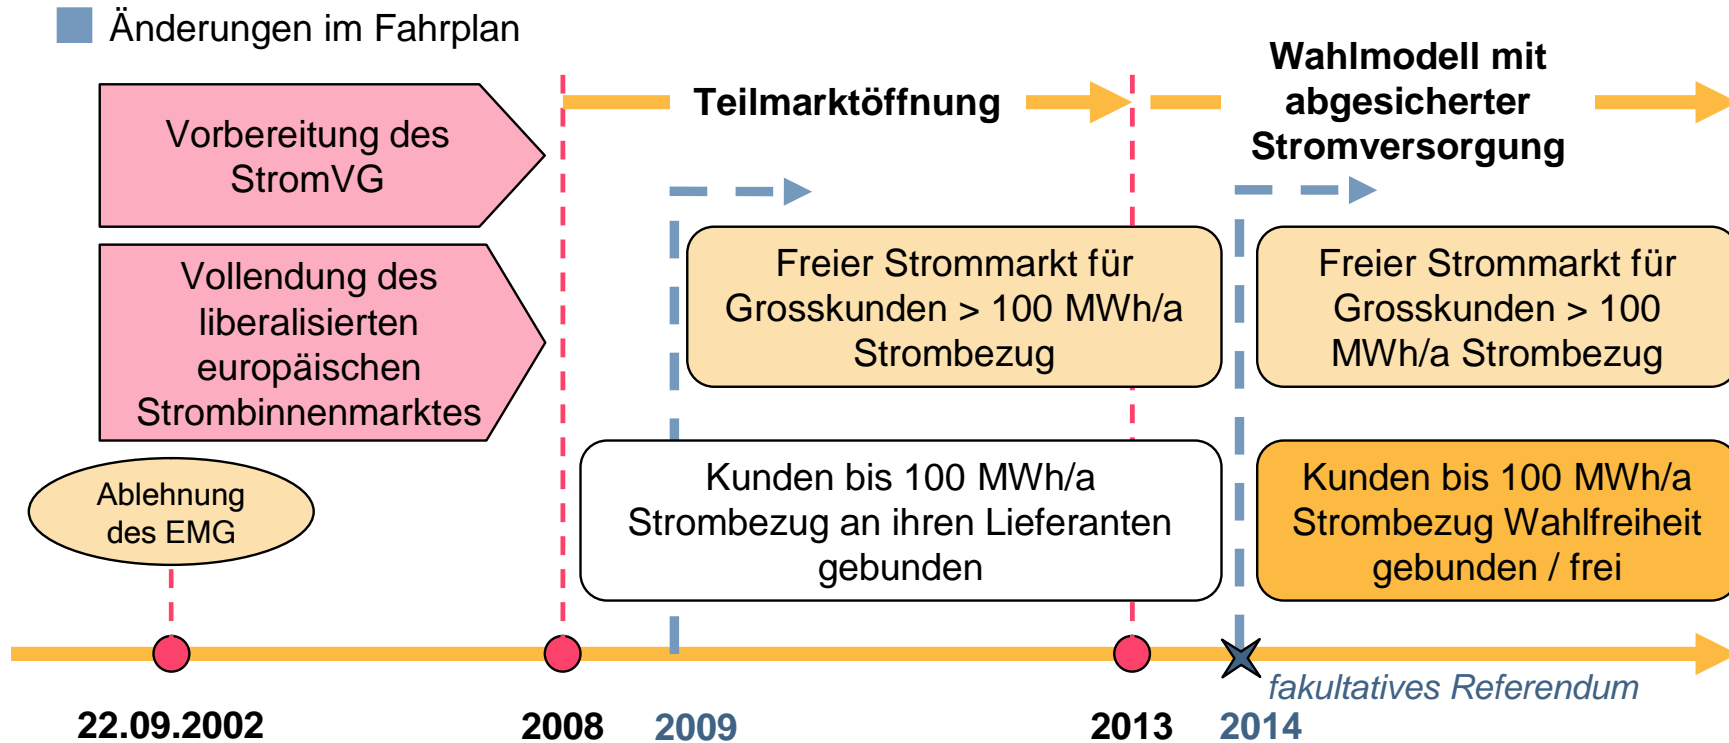 Änderungen im Fahrplan
Vorbereitung des
StromVG
Vollendung des
liberalisierten
europäischen
Strombinnenmarktes
Ablehnung
des EMG
Teilmarktöffnung
Wahlmodell mit
abgesicherter
Stromversorgung
Freier Strommarkt für
Grosskunden > 100 MWh/a
Strombezug
Freier Strommarkt für
Grosskunden > 100
MWh/a Strombezug
Kunden bis 100 MWh/a
Strombezug an ihren Lieferanten
gebunden
Kunden bis 100 MWh/a
Strombezug Wahlfreiheit
gebunden / frei
fakultatives Referendum
22.09.2002
2008
2009
2013
2014